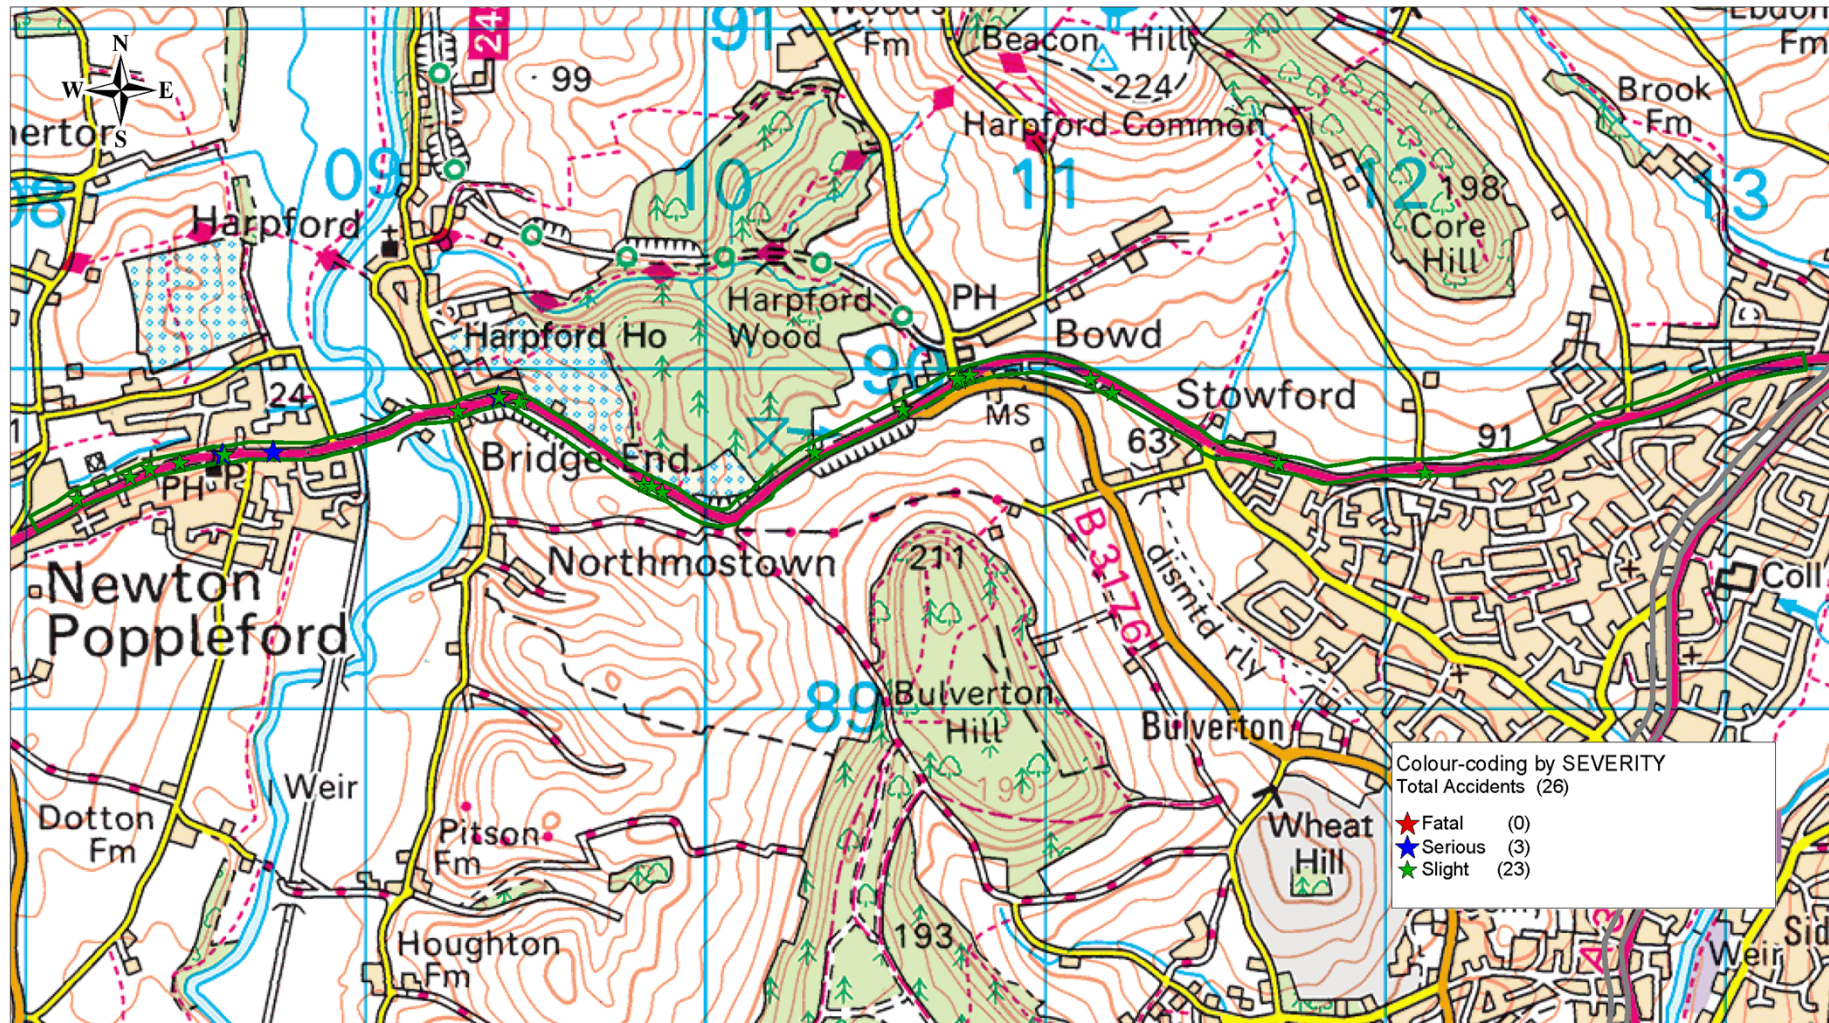 91
Fm
Beacon Hill
224
Fm
24
N
W E
S
99
Brook
Fm
Harpford Common
09
10
11
12
13
198
Core
Hill
Harpford
PH
Harpford
Wood
Harpford Ho
Bowd
90
24
MS
Stowford
63
91
Bridge End
PH
P
Northmostown
211
B 3176
dismtd rly
Coll
Newton
Poppleford
89
Bulverton
Hill
Bulverton
Weir
190
Dotton
Fm
Pitson
Fm
Wheat
Hill
Houghton
Fm
193
Weir
Sid
Colour-coding by SEVERITY
Total Accidents (26)
Fatal (0)
Serious (3)
Slight (23)